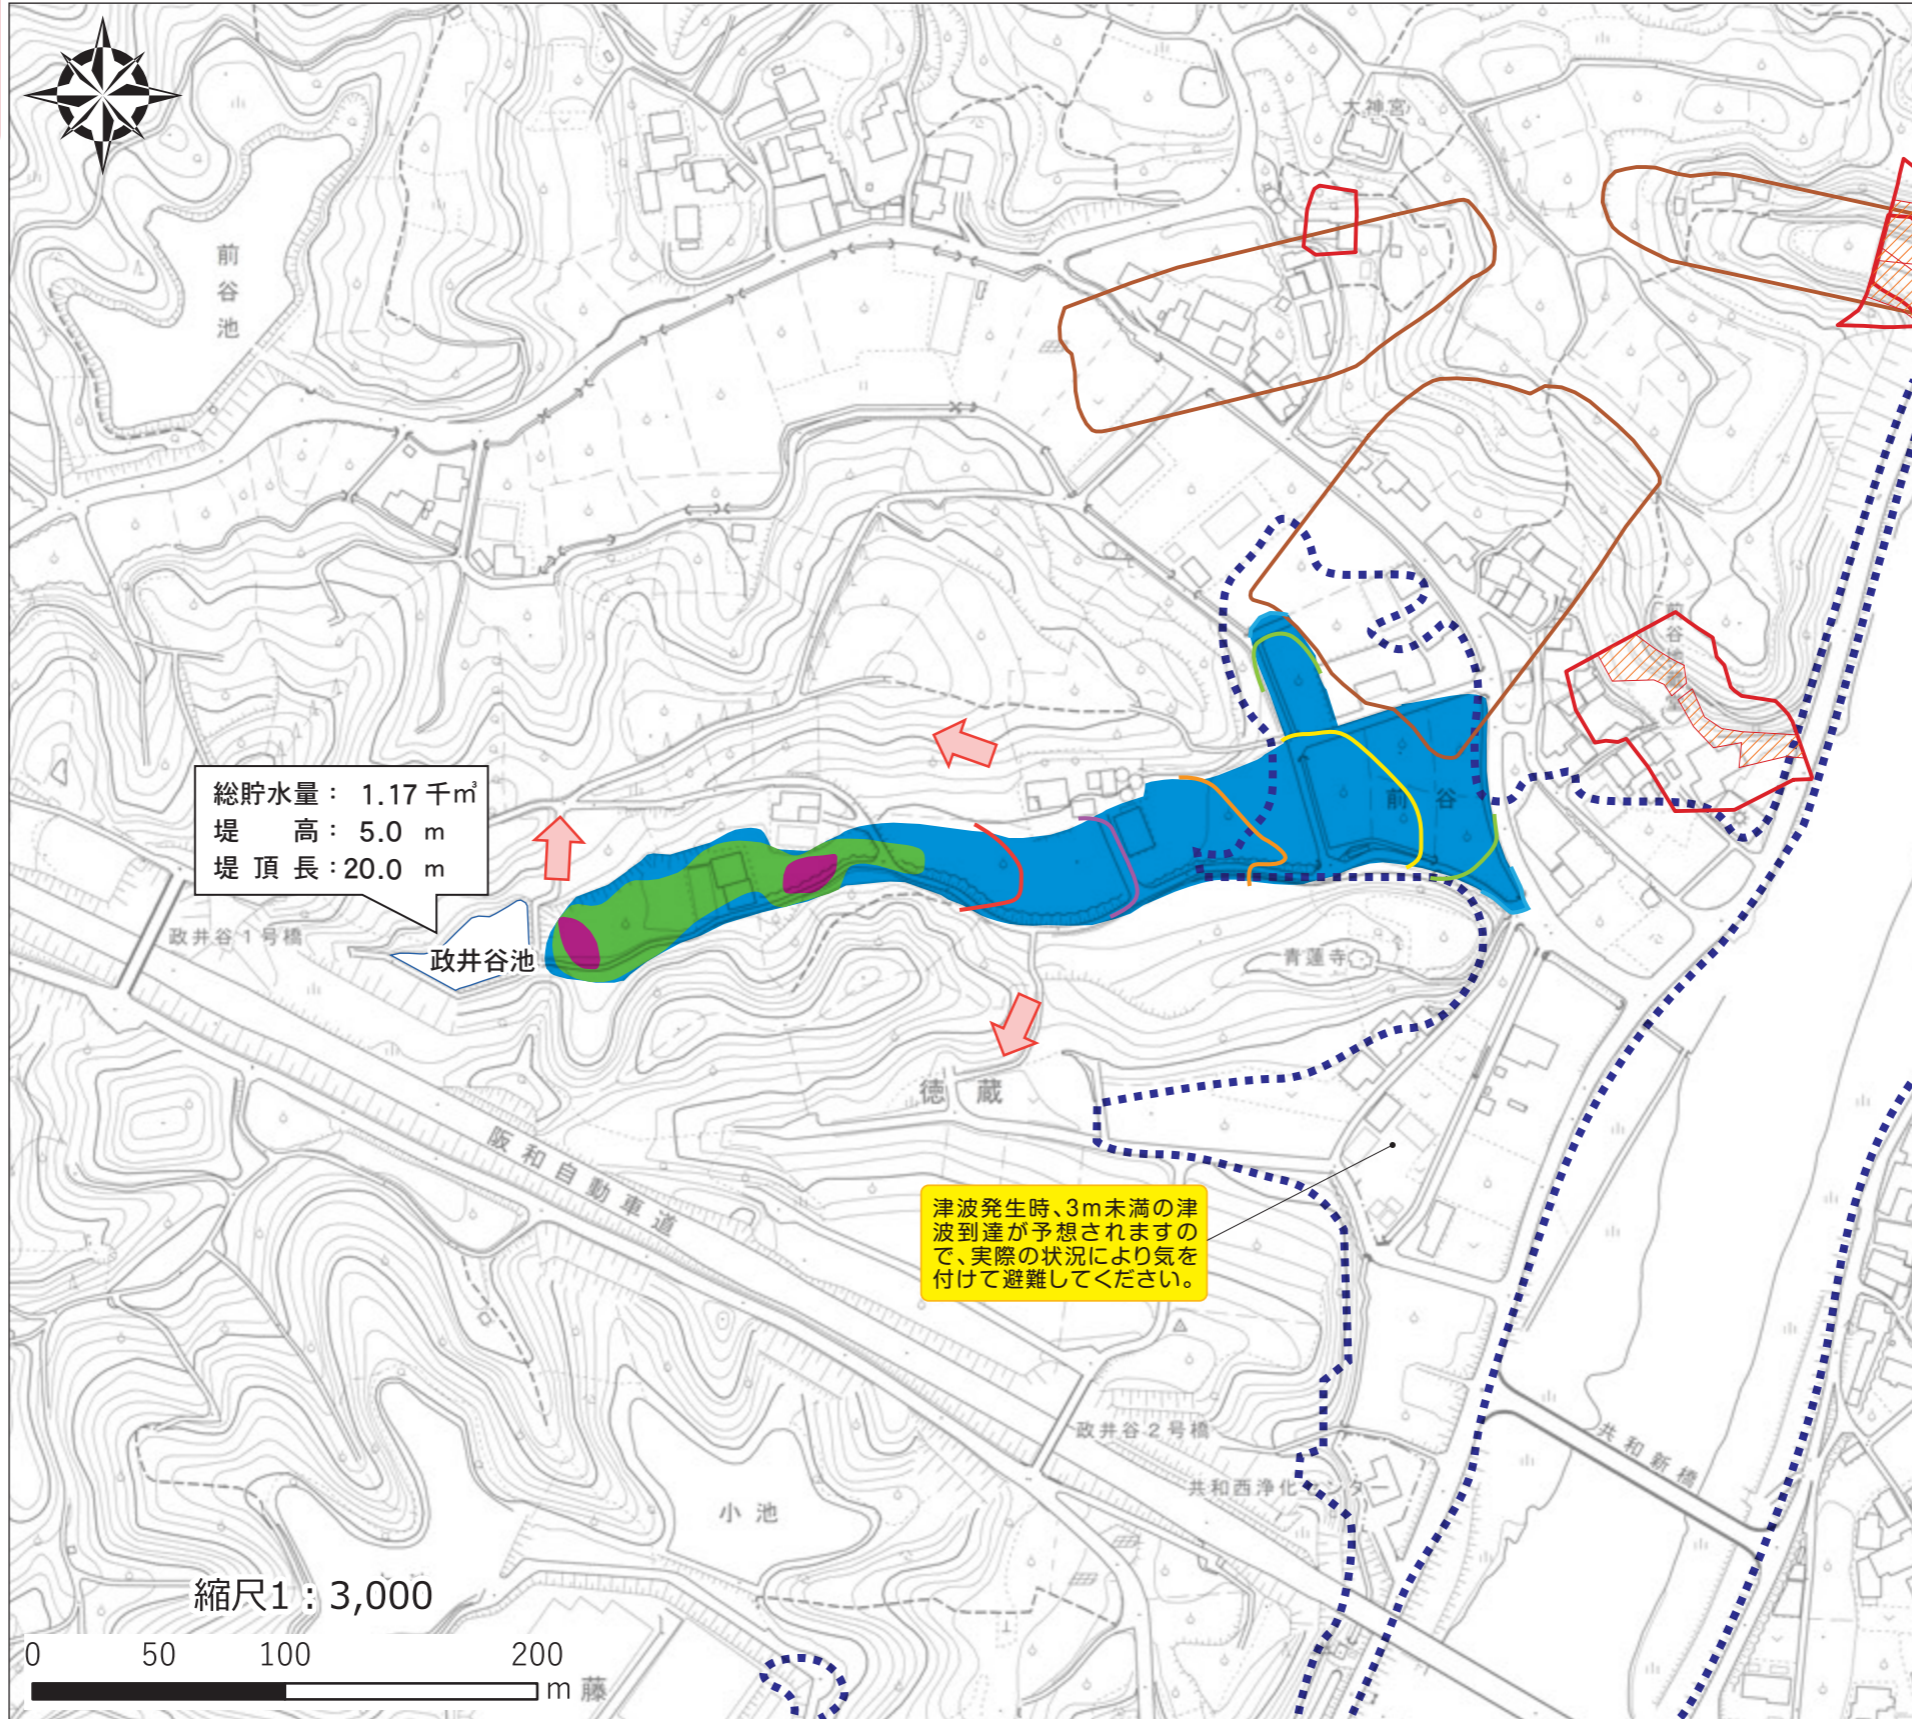 大神宮
前谷池
総貯水量： 1.17 千㎥
堤　　高： 5.0 m
堤 頂 長：20.0 m
前　谷
政井谷1号橋
政井谷池
青蓮寺
徳　蔵
阪和自動車道
津波発生時、3m未満の津
波到達が予想されますの
で、実際の状況により気を
付けて避難してください。
政井谷2号橋
共和新橋
共和西浄化センター
小 池
縮尺1：3,000
0 50 100 200
m
藤